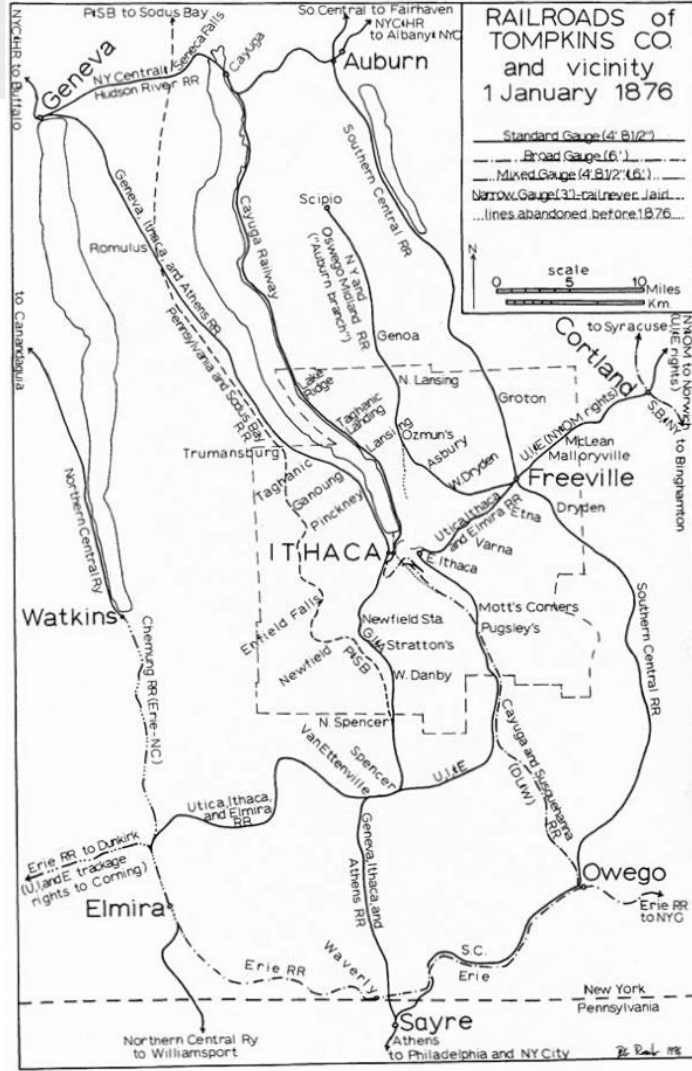 RAILROADS of
TOMPKINS CO.
and vicinity
1 January 1876
Standard Gauge (4' 8 1/2")
Broad Gauge (6')
Mixed Gauge (4' 8 1/2" & 6')
Narrow Gauge (3')-rail never laid
lines abandoned before 1876
N
scale
0 5 10
Miles
Km.
P&SB to Sodus Bay
So Central to Fairhaven
NYC&HR
to Albany & NYC
NYC&HR to Buffalo
Geneva
NY Central &
Hudson River RR
Seneca Falls
Cayuga
Auburn
Southern Central RR
Scipio
NY and
Oswego Midland RR
("Auburn branch")
Genoa
Cayuga Railway
Geneva, Ithaca, and Athens RR
Romulus
Pennsylvania and Sodus Bay
RR
to Canandaguia
Northern Central Ry
Trumansburg
Lake
Ridge
Taghanic
Landing
Lansing
N. Lansing
Ozmun's
Asbury
W. Dryden
Groton
Cortland
to Syracuse
NY&OM to Norwich
(U,I&E rights)
S.B.&N.Y.
to Binghamton
U,I&E (NY&OM rights)
McLean
Malloryville
Freeville
Taghanic
Ganoung
Pinckney
Utica, Ithaca
and Elmira RR
Etna
Varna
Dryden
ITHACA
E. Ithaca
Watkins
Enfield Falls
Newfield
Newfield Sta.
G,I&A
Stratton's
P&SB
W. Danby
Mott's Corners
Pugsley's
Southern Central RR
Chemung RR (Erie-NC)
N. Spencer
Spencer
Van Ettenville
U,I,&E
Cayuga and Susquehanna
RR
(DL&W)
Utica, Ithaca,
and Elmira
RR
Erie RR to Dunkirk
(U,I,and E trackage
rights to Corning)
Geneva, Ithaca, and
Athens RR
Elmira
Owego
Erie RR
to NYC
Erie RR
Waverly
S.C.
Erie
New York
Pennsylvania
Sayre
Northern Central Ry
to Williamsport
Athens
to Philadelphia and NY City